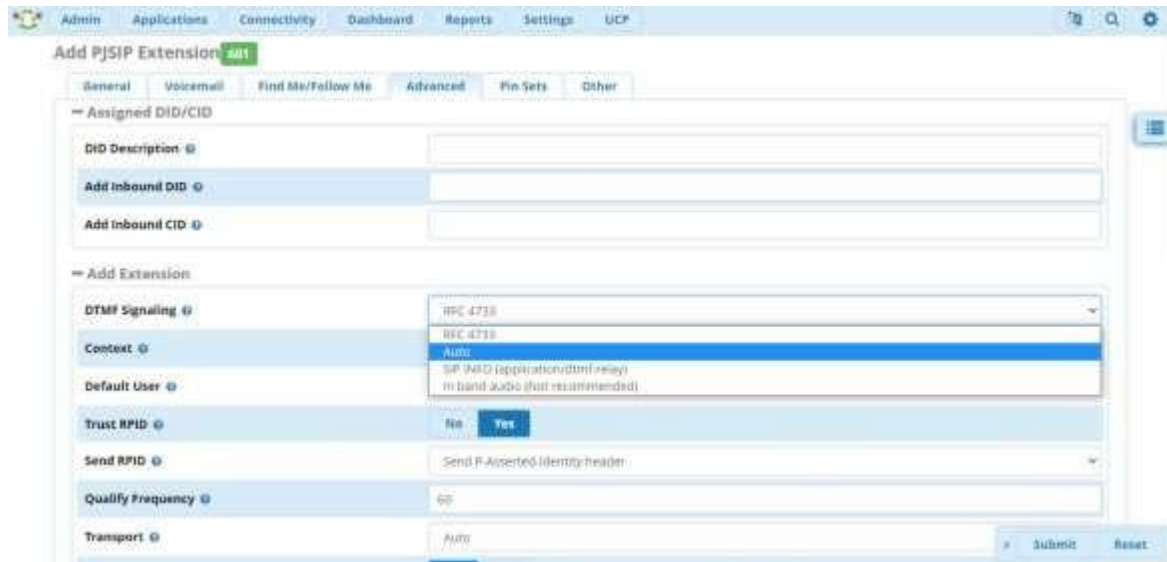 Admin Applications Connectivity Dashboard Reports Settings UCP
Add PJSIP Extension 601
General Voicemail Find Me/Follow Me Advanced Pin Sets Other
Assigned DID/CID
DID Description
Add Inbound DID
Add Inbound CID
Add Extension
DTMF Signaling RFC 4733
RFC 4733
Context Auto
SIP INFO (application/dtmf-relay)
Default User In band audio (not recommended)
Trust RPID No Yes
Send RPID Send P-Asserted-Identity header
Qualify Frequency 60
Transport Auto
» Submit Reset